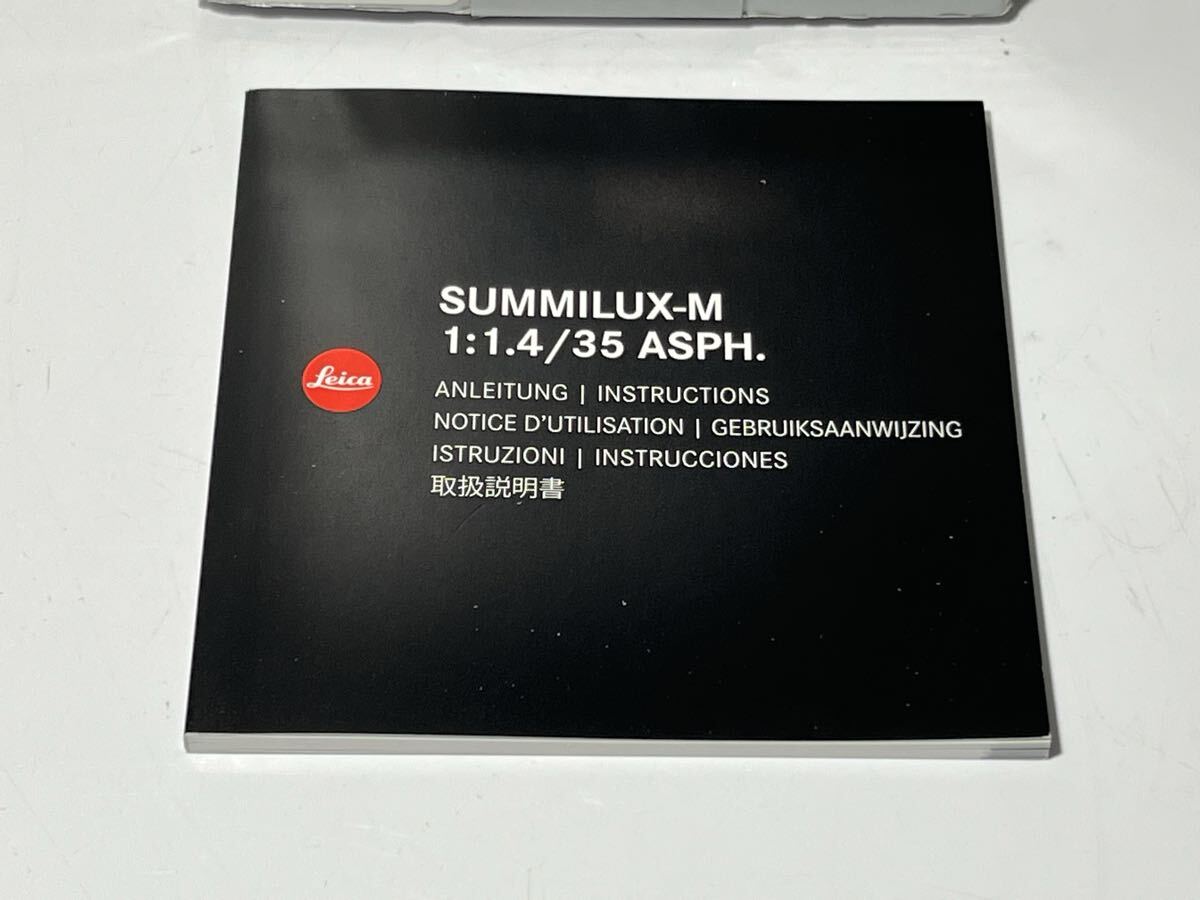 SUMMILUX-M
1:1.4/35 ASPH.
Leica
ANLEITUNG | INSTRUCTIONS
NOTICE D'UTILISATION | GEBRUIKSAANWIJZING
ISTRUZIONI | INSTRUCCIONES
取扱説明書